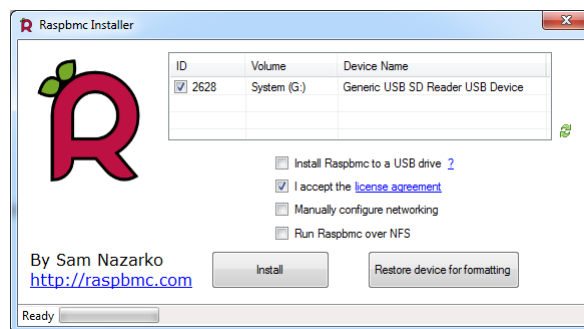 Raspbmc Installer
ID Volume Device Name
2628 System (G:) Generic USB SD Reader USB Device
Install Raspbmc to a USB drive ?
I accept the license agreement
Manually configure networking
Run Raspbmc over NFS
By Sam Nazarko
http://raspbmc.com
Install Restore device for formatting
Ready